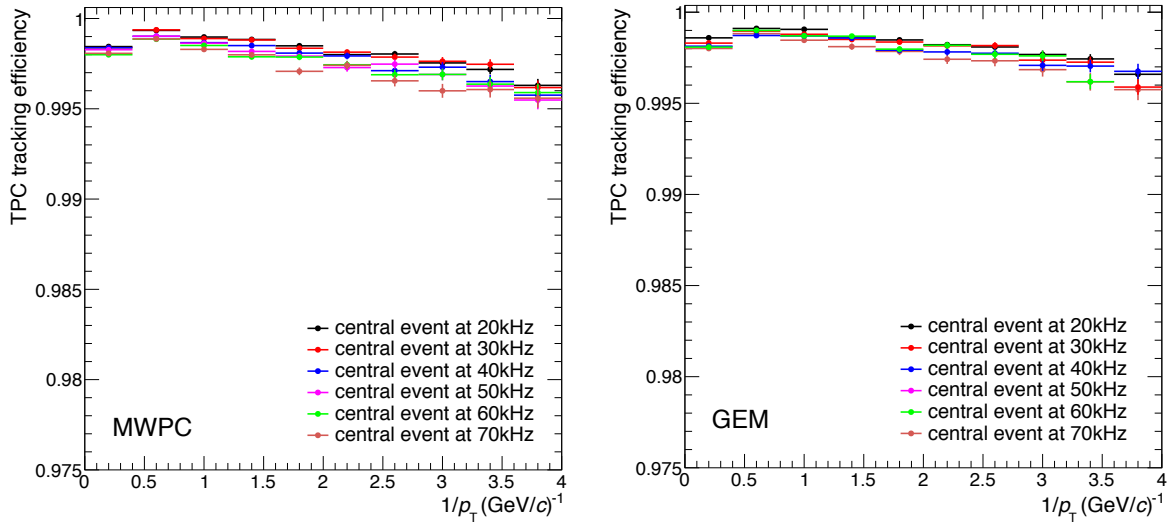 TPC tracking efficiency
1
0.995
0.99
0.985
0.98
0.975
central event at 20kHz
central event at 30kHz
central event at 40kHz
central event at 50kHz
central event at 60kHz
central event at 70kHz
MWPC
0 0.5 1 1.5 2 2.5 3 3.5 4
1/p_T (GeV/c)^-1
TPC tracking efficiency
1
0.995
0.99
0.985
0.98
0.975
central event at 20kHz
central event at 30kHz
central event at 40kHz
central event at 50kHz
central event at 60kHz
central event at 70kHz
GEM
0 0.5 1 1.5 2 2.5 3 3.5 4
1/p_T (GeV/c)^-1